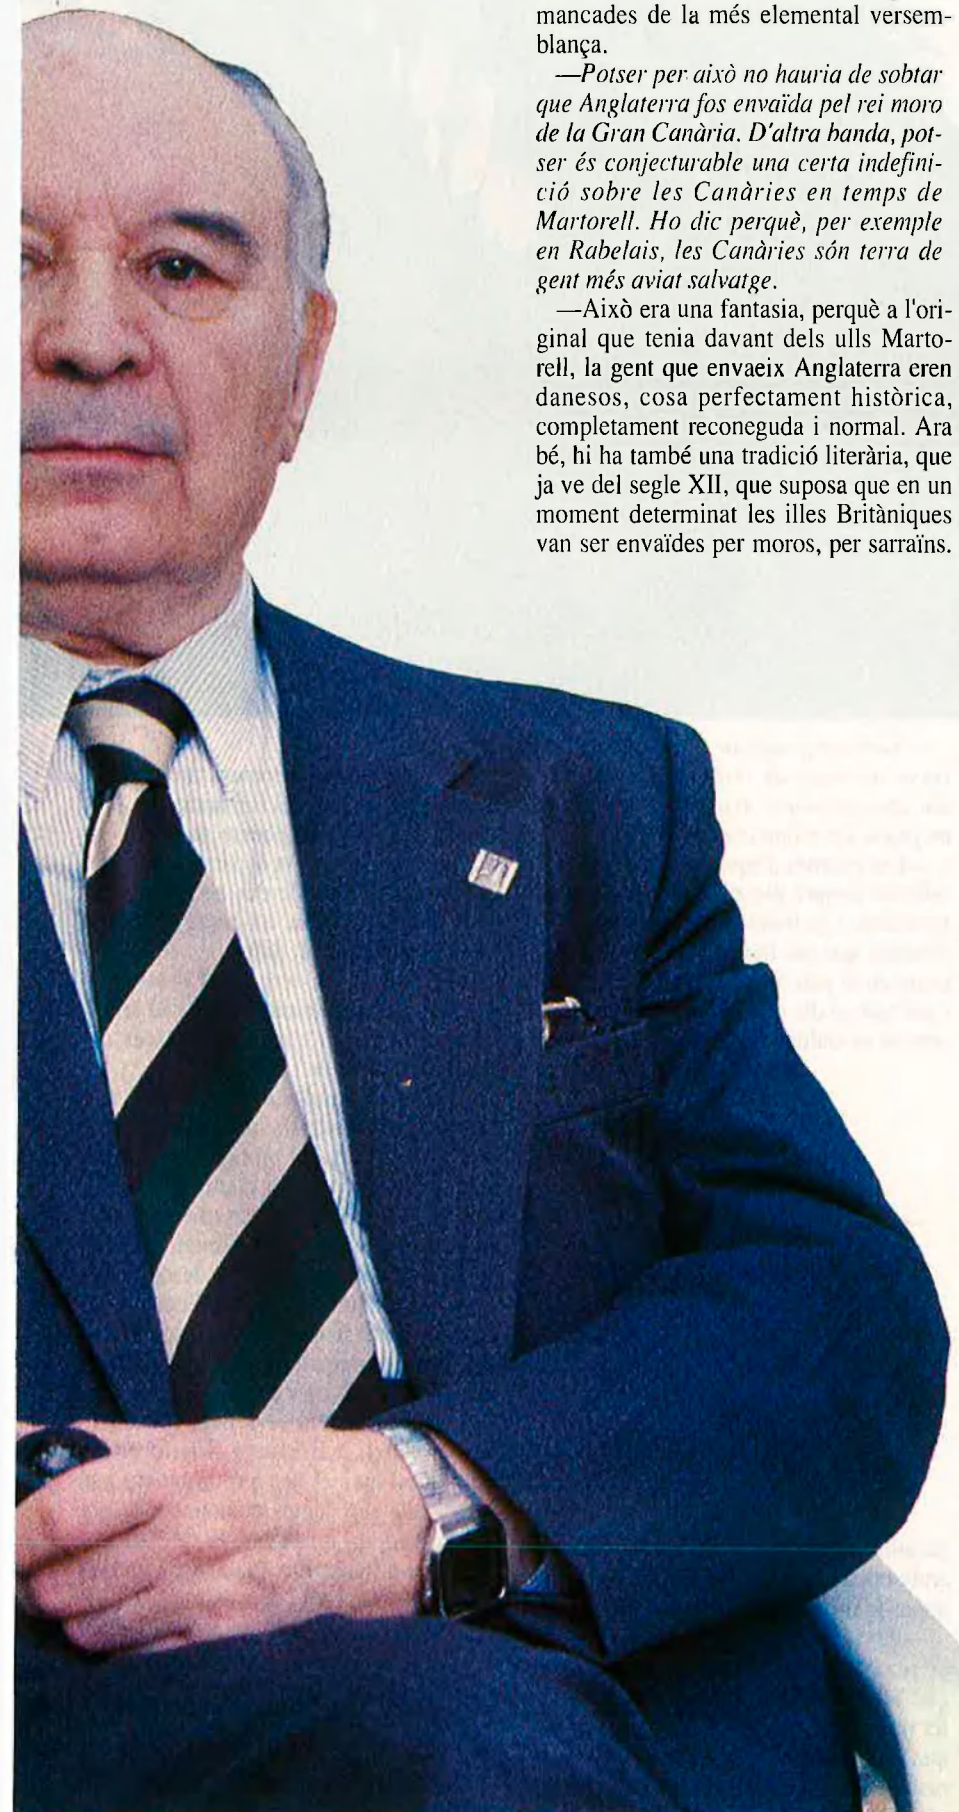 mancades de la més elemental versem-
blança.
—Potser per això no hauria de sobtar
que Anglaterra fos envaïda pel rei moro
de la Gran Canària. D'altra banda, pot-
ser és conjecturable una certa indefini-
ció sobre les Canàries en temps de
Martorell. Ho dic perquè, per exemple
en Rabelais, les Canàries són terra de
gent més aviat salvatge.
—Això era una fantasia, perquè a l'ori-
ginal que tenia davant dels ulls Marto-
rell, la gent que envaeix Anglaterra eren
danesos, cosa perfectament històrica,
completament reconeguda i normal. Ara
bé, hi ha també una tradició literària, que
ja ve del segle XII, que suposa que en un
moment determinat les illes Britàniques
van ser envaïdes per moros, per sarraïns.